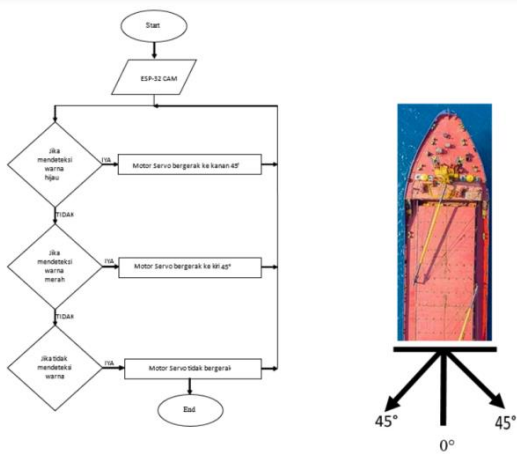 Start
ESP-32 CAM
Jika
mendeteksi
warna
hijau
IYA
Motor Servo bergerak ke kanan 45°
TIDAK
Jika
mendeteksi
warna
merah
IYA
Motor Servo bergerak ke kiri 45°
TIDAK
Jika tidak
mendeteksi
warna
IYA
Motor Servo tidak bergerak
End
45°
45°
0°